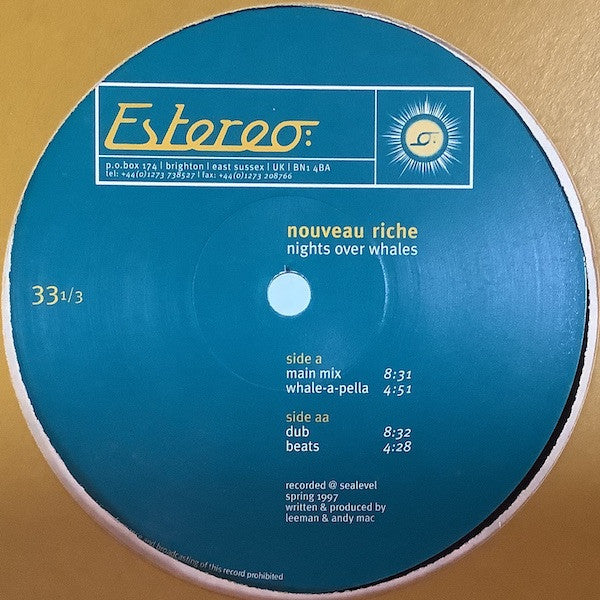 Estereo:
p.o.box 174 | brighton | east sussex | UK | BN1 4BA
tel: +44(0)1273 738527 | fax: +44(0)1273 208766
nouveau riche
nights over whales
33 1/3
side a
main mix 8:31
whale-a-pella 4:51
side aa
dub 8:32
beats 4:28
recorded @ sealevel
spring 1997
written & produced by
leeman & andy mac
and broadcasting of this record prohibited